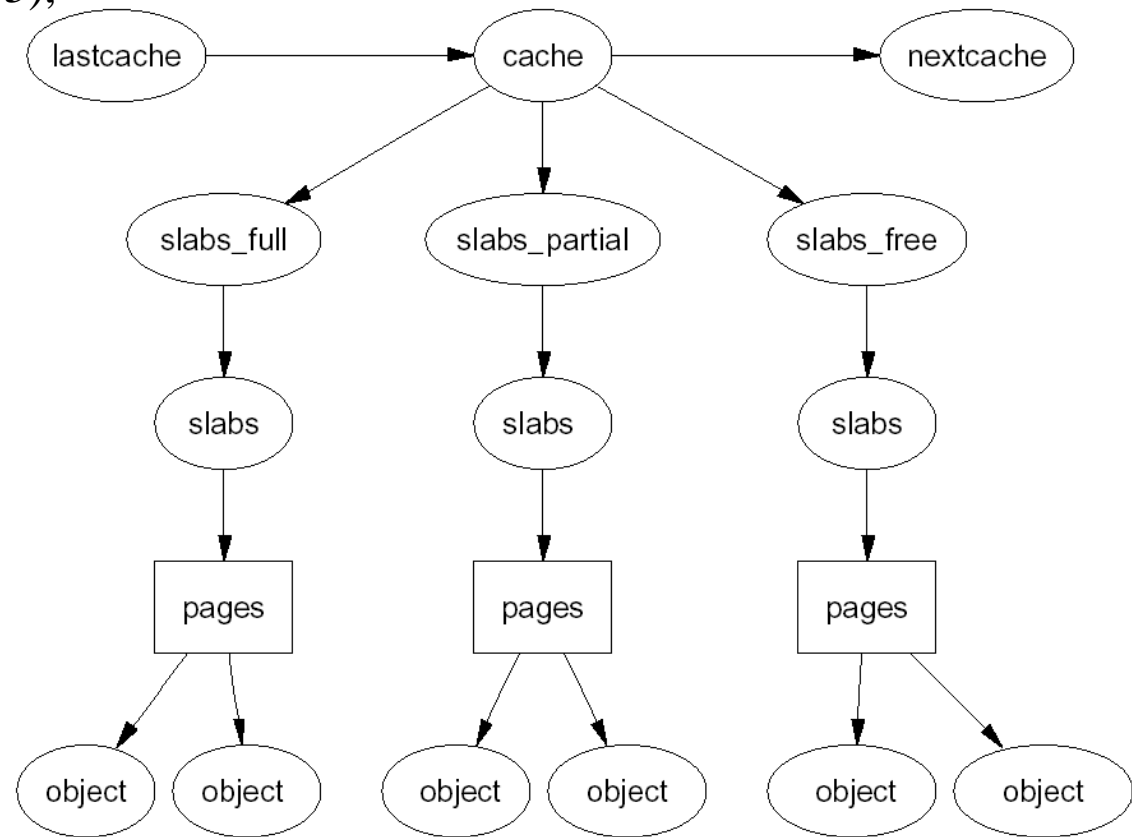 lastcache cache nextcache
slabs_full slabs_partial slabs_free
slabs slabs slabs
pages pages pages
object object object object object object